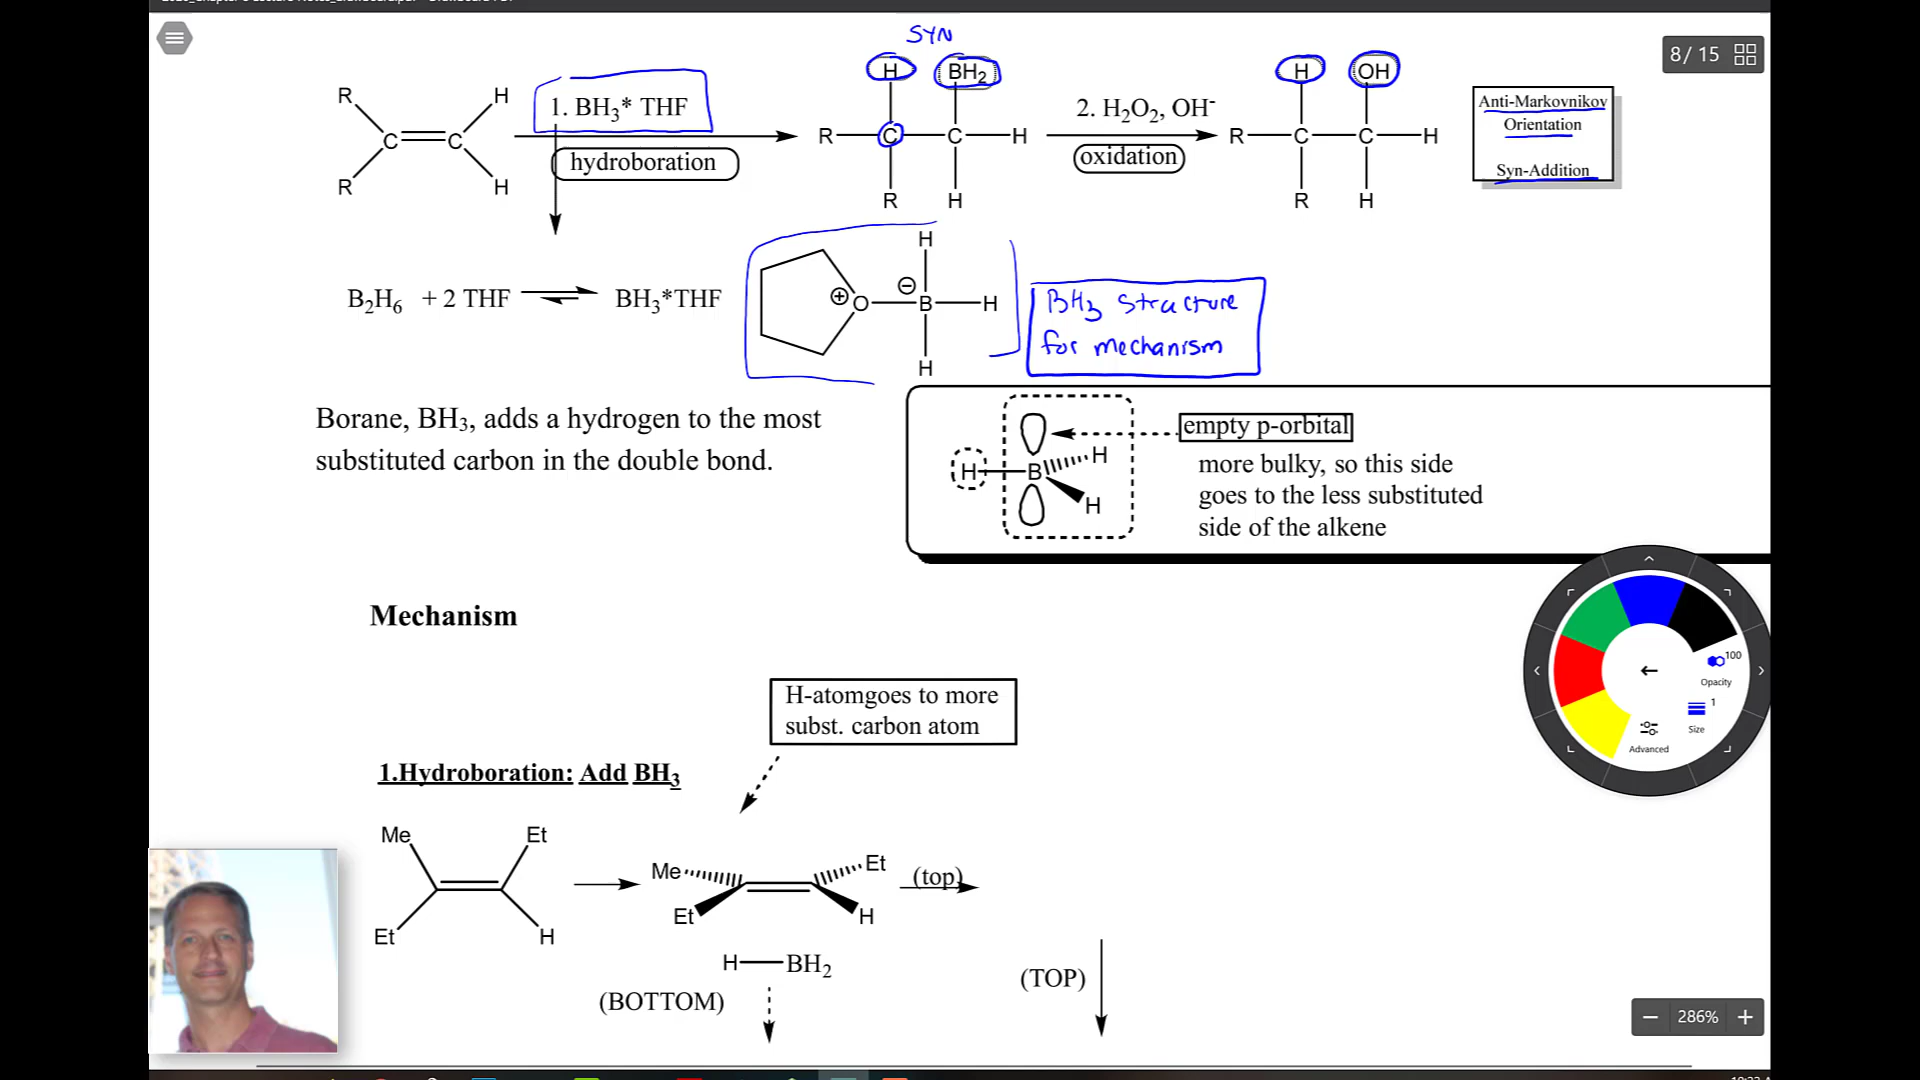 8 / 15
SYN
R H
C C
R H
1. BH3* THF
hydroboration
H BH2
R C C H
R H
2. H2O2, OH-
oxidation
H OH
R C C H
R H
Anti-Markovnikov
Orientation
Syn-Addition
B2H6 + 2 THF BH3*THF
H
⊕ O ⊖ B H
H
BH3 Structure
for mechanism
Borane, BH3, adds a hydrogen to the most
substituted carbon in the double bond.
H B H
H
empty p-orbital
more bulky, so this side
goes to the less substituted
side of the alkene
100
Opacity
1
Size
Advanced
Mechanism
H-atomgoes to more
subst. carbon atom
1.Hydroboration: Add BH3
Me Et
Et H
Me Et
Et H
(top)
H BH2
(BOTTOM)
(TOP)
286%